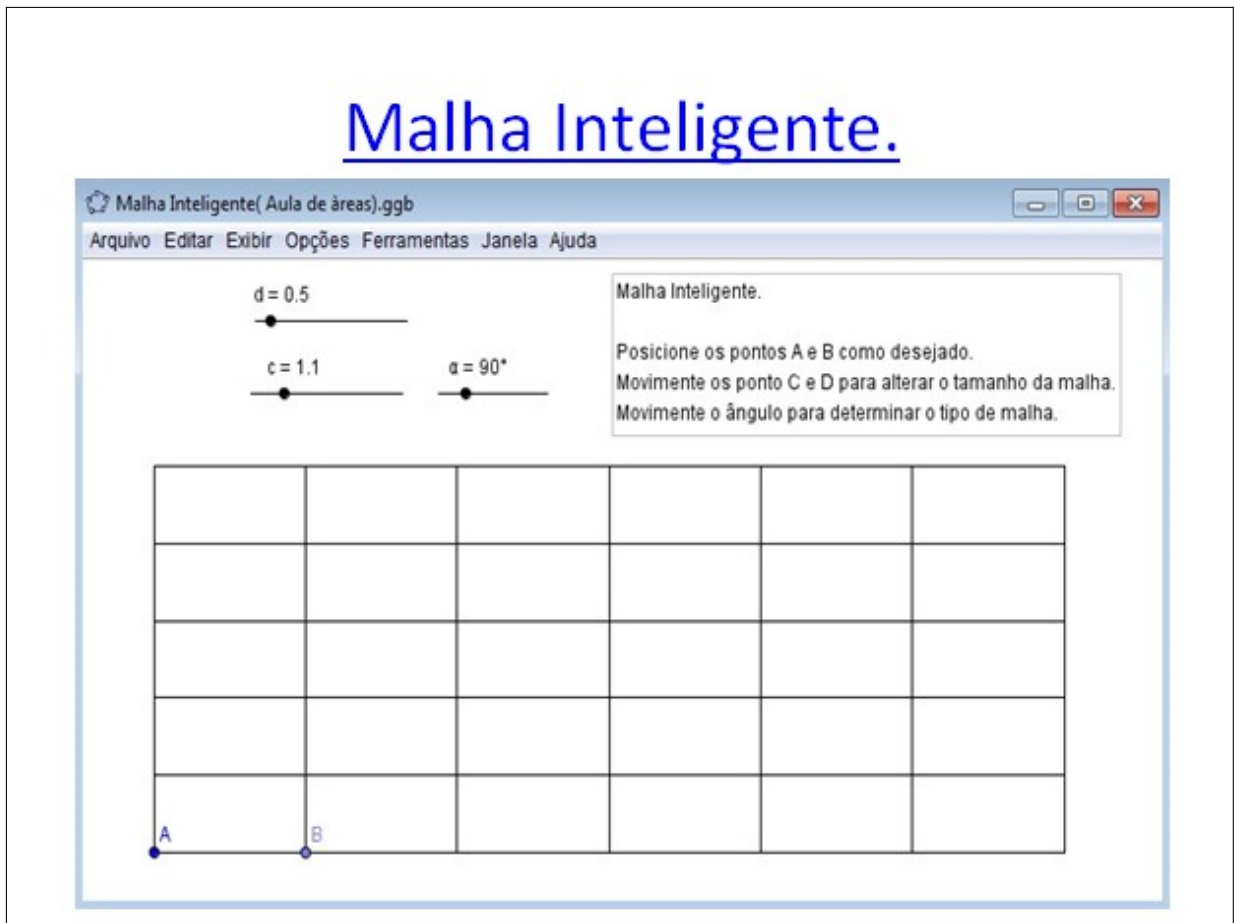 Malha Inteligente.
Malha Inteligente( Aula de àreas).ggb
Arquivo Editar Exibir Opções Ferramentas Janela Ajuda
d = 0.5
c = 1.1
α = 90°
Malha Inteligente.
Posicione os pontos A e B como desejado.
Movimente os ponto C e D para alterar o tamanho da malha.
Movimente o ângulo para determinar o tipo de malha.
A
B